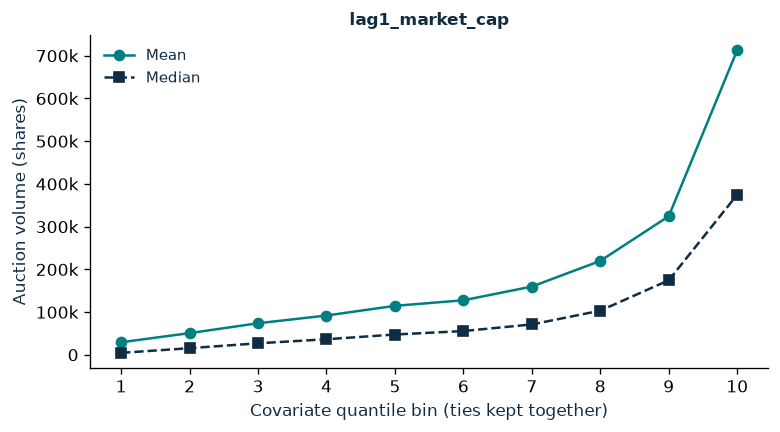 lag1_market_cap
Mean
Median
Auction volume (shares)
700k
600k
500k
400k
300k
200k
100k
0
1 2 3 4 5 6 7 8 9 10
Covariate quantile bin (ties kept together)